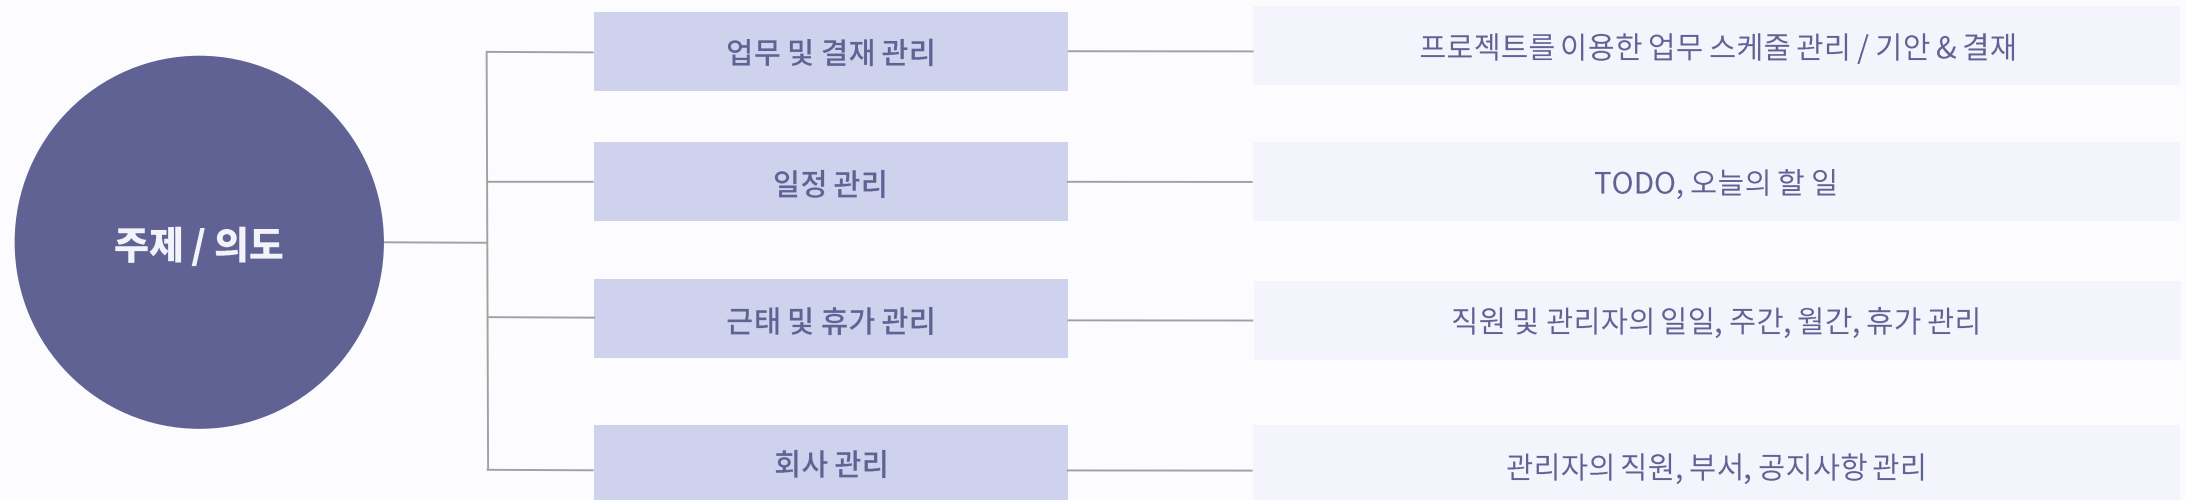 주제 / 의도
업무 및 결재 관리
프로젝트를 이용한 업무 스케줄 관리 / 기안 & 결재
일정 관리
TODO, 오늘의 할 일
근태 및 휴가 관리
직원 및 관리자의 일일, 주간, 월간, 휴가 관리
회사 관리
관리자의 직원, 부서, 공지사항 관리